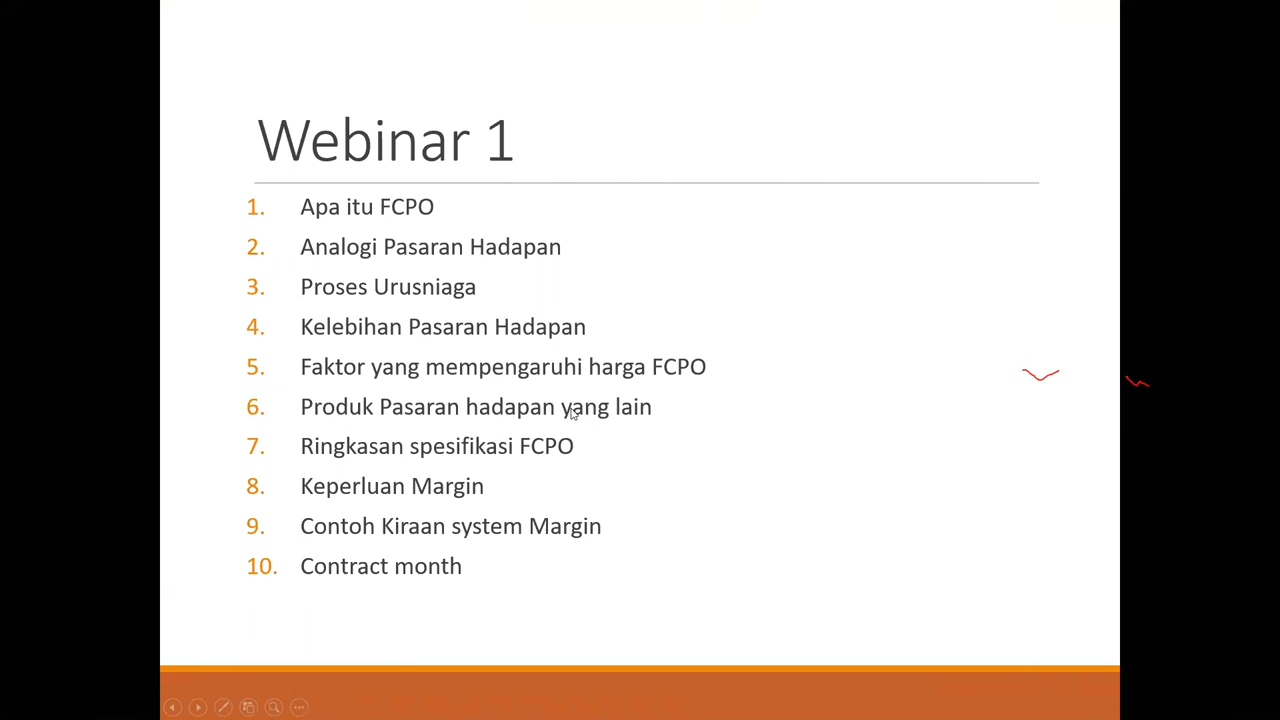 Webinar 1
1. Apa itu FCPO
2. Analogi Pasaran Hadapan
3. Proses Urusniaga
4. Kelebihan Pasaran Hadapan
5. Faktor yang mempengaruhi harga FCPO
6. Produk Pasaran hadapan yang lain
7. Ringkasan spesifikasi FCPO
8. Keperluan Margin
9. Contoh Kiraan system Margin
10. Contract month